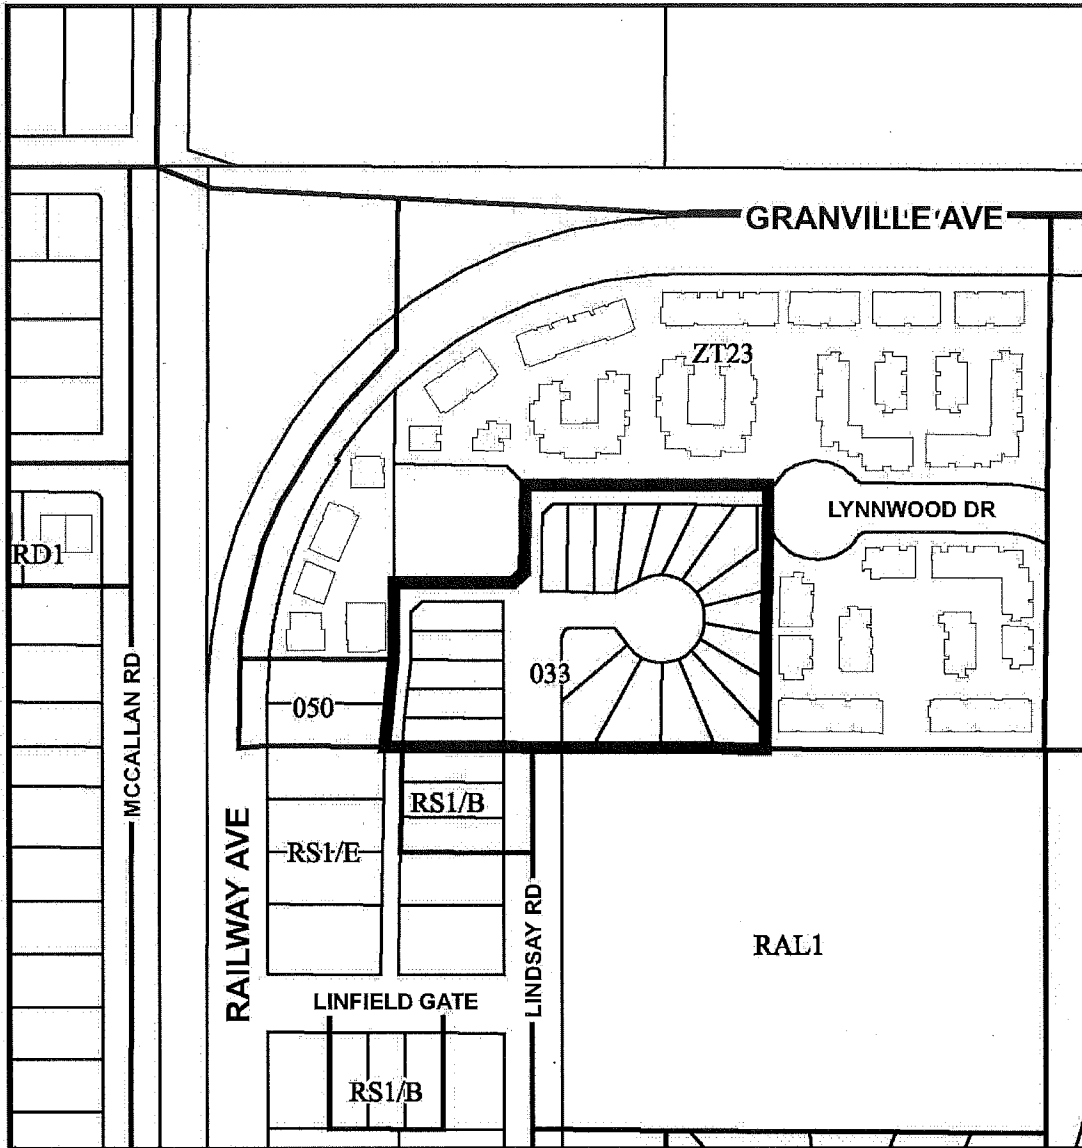 GRANVILLE AVE
ZT23
LYNNWOOD DR
RD1
033
050
MCCALLAN RD
RS1/B
RAILWAY AVE
RS1/E
LINDSAY RD
RAL1
LINFIELD GATE
RS1/B